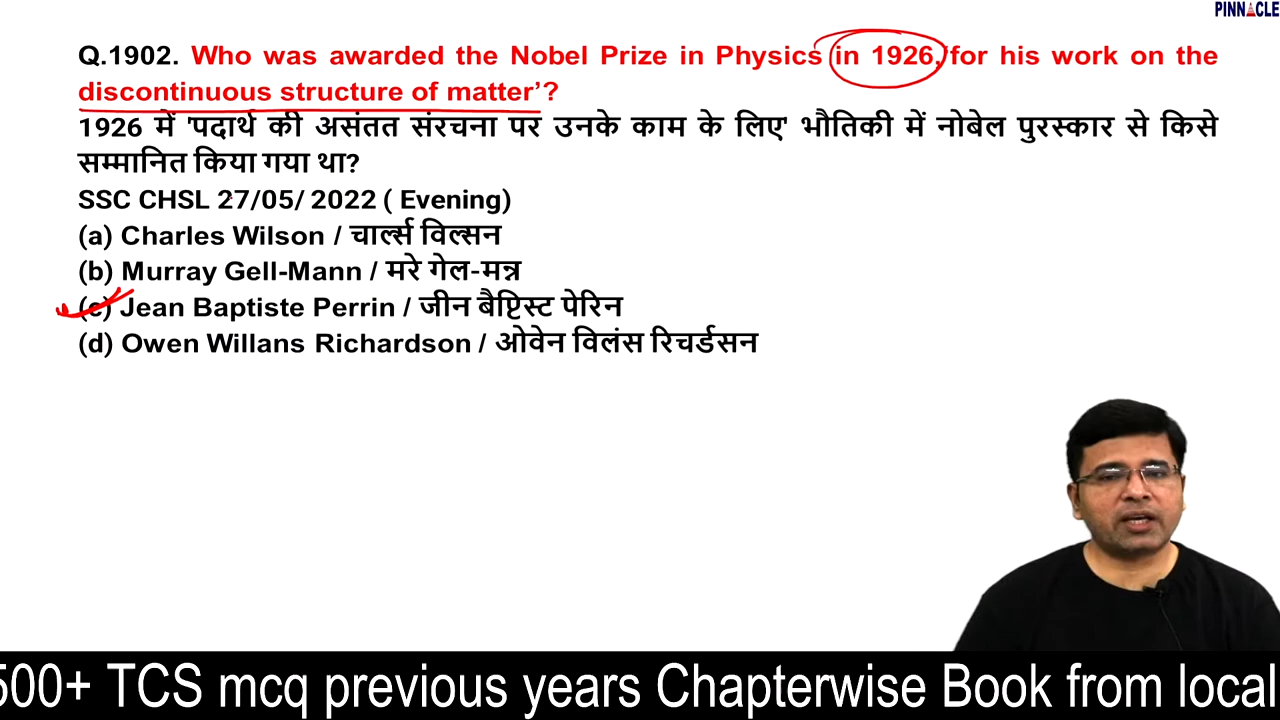 PINNACLE
Q.1902. Who was awarded the Nobel Prize in Physics in 1926,'for his work on the
discontinuous structure of matter'?
1926 में 'पदार्थ की असंतत संरचना पर उनके काम के लिए' भौतिकी में नोबेल पुरस्कार से किसे
सम्मानित किया गया था?
SSC CHSL 27/05/ 2022 ( Evening)
(a) Charles Wilson / चार्ल्स विल्सन
(b) Murray Gell-Mann / मरे गेल-मन्न
(c) Jean Baptiste Perrin / जीन बैप्टिस्ट पेरिन
(d) Owen Willans Richardson / ओवेन विलंस रिचर्डसन
500+ TCS mcq previous years Chapterwise Book from local